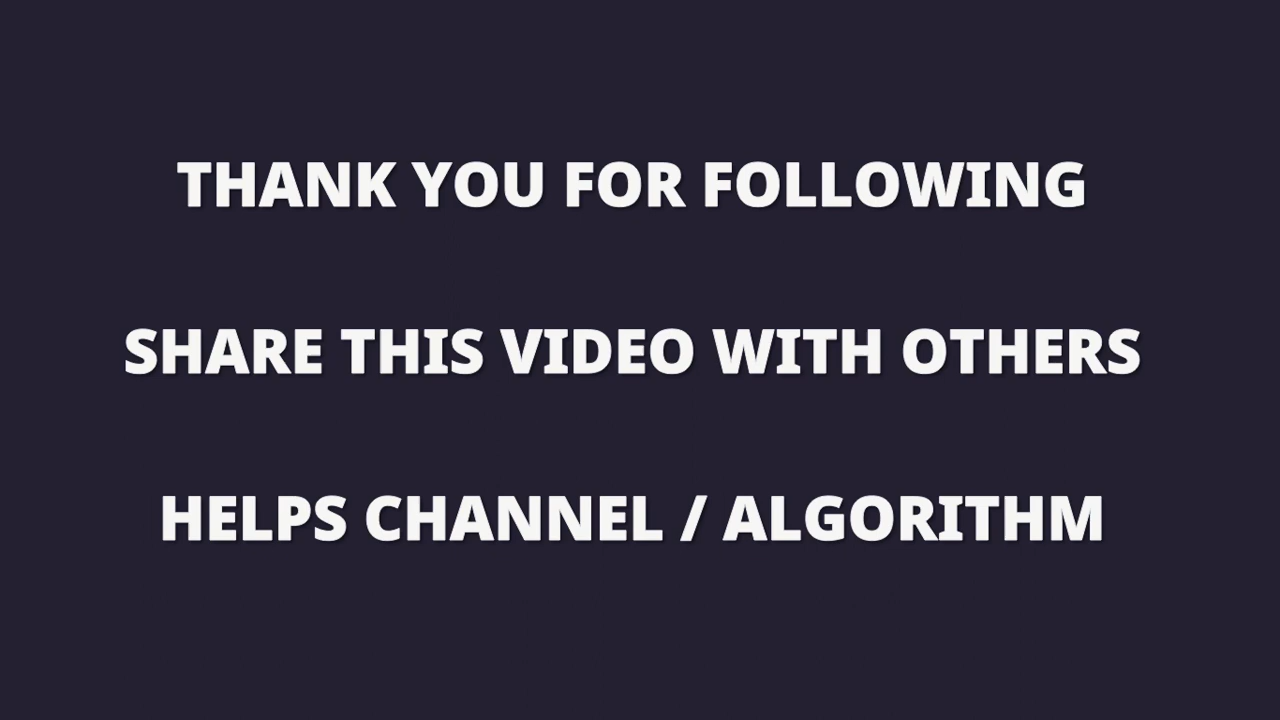 THANK YOU FOR FOLLOWING
SHARE THIS VIDEO WITH OTHERS
HELPS CHANNEL / ALGORITHM